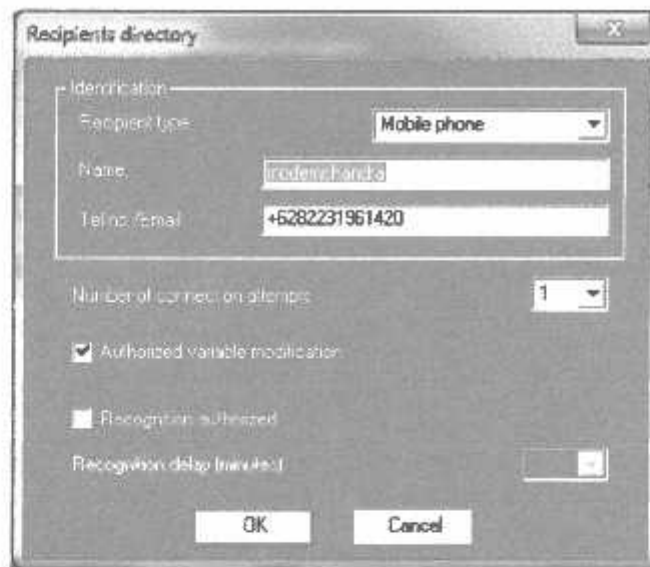 Recipients directory
Identification
Recipient type
Mobile phone
Name
modemchandra
Tel no /Email
+6282231961420
Number of connection attempts
1
Authorized variable modification
Recognition authorized
Recognition delay (minutes)
OK
Cancel